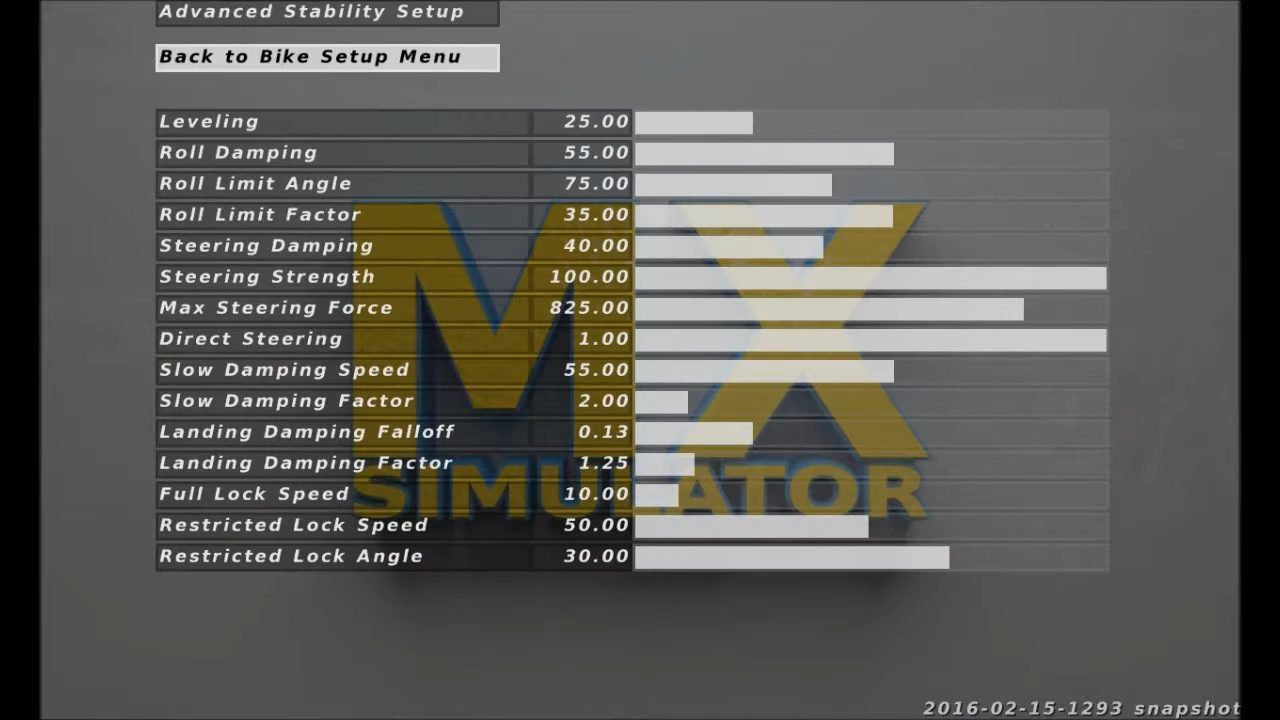 Advanced Stability Setup
Back to Bike Setup Menu
Leveling 25.00
Roll Damping 55.00
Roll Limit Angle 75.00
Roll Limit Factor 35.00
Steering Damping 40.00
Steering Strength 100.00
Max Steering Force 825.00
Direct Steering 1.00
Slow Damping Speed 55.00
Slow Damping Factor 2.00
Landing Damping Falloff 0.13
Landing Damping Factor 1.25
Full Lock Speed 10.00
Restricted Lock Speed 50.00
Restricted Lock Angle 30.00
MX
SIMULATOR
2016-02-15-1293 snapshot